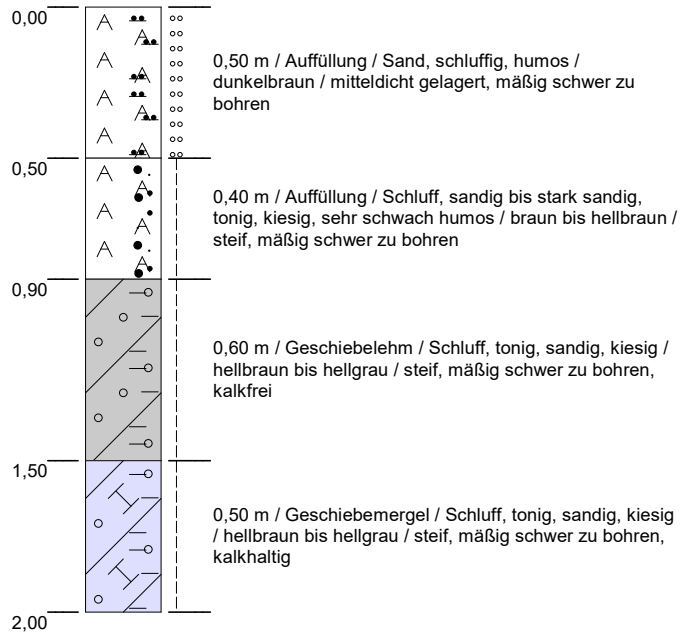 0,00
0,50 m / Auffüllung / Sand, schluffig, humos /
dunkelbraun / mitteldicht gelagert, mäßig schwer zu
bohren
0,50
0,40 m / Auffüllung / Schluff, sandig bis stark sandig,
tonig, kiesig, sehr schwach humos / braun bis hellbraun /
steif, mäßig schwer zu bohren
0,90
0,60 m / Geschiebelehm / Schluff, tonig, sandig, kiesig /
hellbraun bis hellgrau / steif, mäßig schwer zu bohren,
kalkfrei
1,50
0,50 m / Geschiebemergel / Schluff, tonig, sandig, kiesig
/ hellbraun bis hellgrau / steif, mäßig schwer zu bohren,
kalkhaltig
2,00